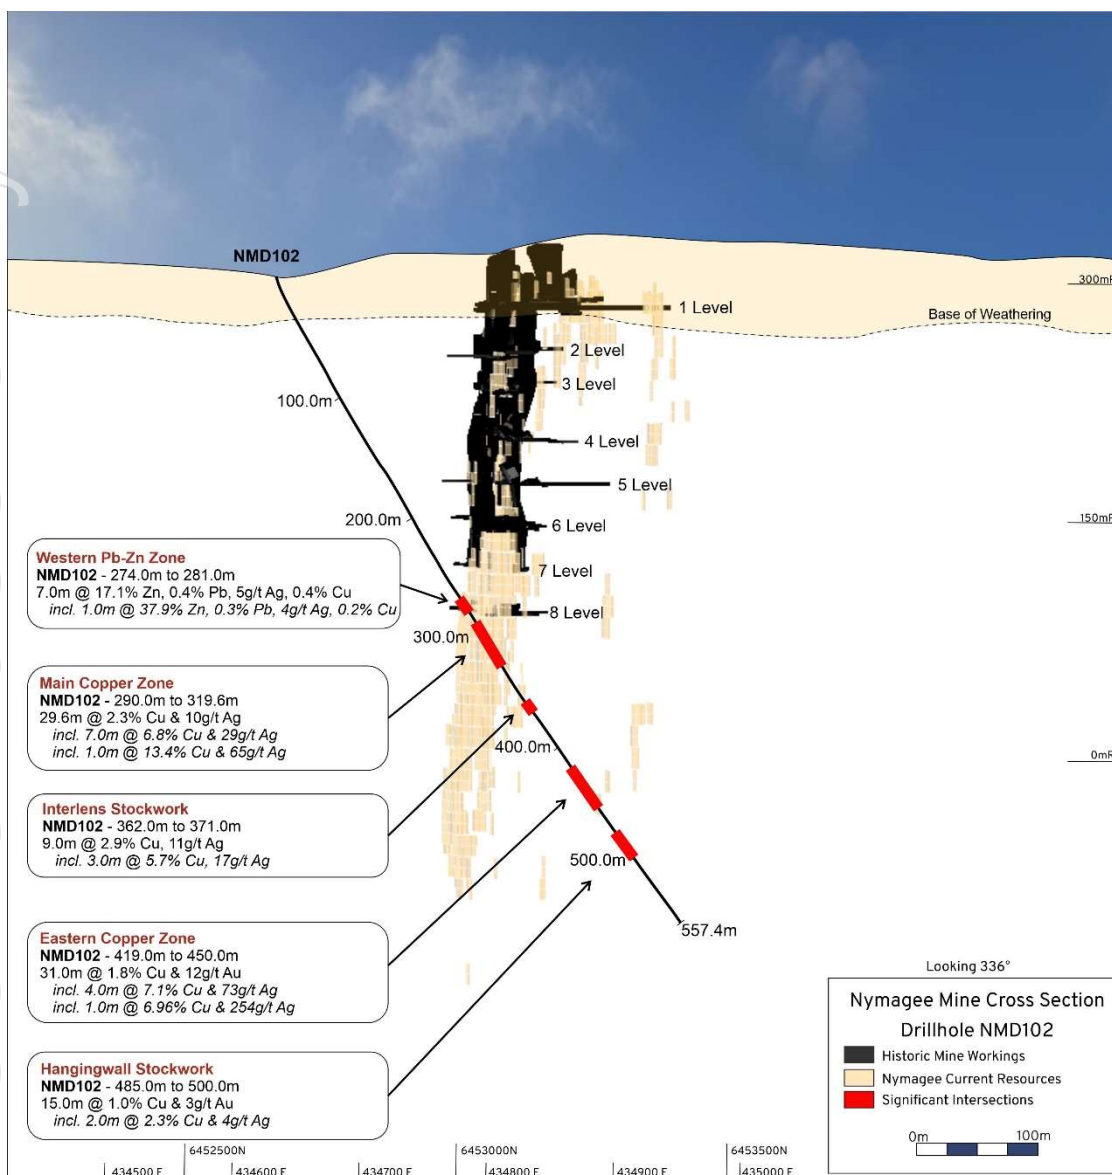 NMD102
300mR
1 Level
Base of Weathering
2 Level
3 Level
100.0m
4 Level
5 Level
200.0m
150mR
6 Level
Western Pb-Zn Zone
NMD102 - 274.0m to 281.0m
7.0m @ 17.1% Zn, 0.4% Pb, 5g/t Ag, 0.4% Cu
incl. 1.0m @ 37.9% Zn, 0.3% Pb, 4g/t Ag, 0.2% Cu
7 Level
8 Level
300.0m
Main Copper Zone
NMD102 - 290.0m to 319.6m
29.6m @ 2.3% Cu & 10g/t Ag
incl. 7.0m @ 6.8% Cu & 29g/t Ag
incl. 1.0m @ 13.4% Cu & 65g/t Ag
400.0m
0mR
Interlens Stockwork
NMD102 - 362.0m to 371.0m
9.0m @ 2.9% Cu, 11g/t Ag
incl. 3.0m @ 5.7% Cu, 17g/t Ag
500.0m
557.4m
Eastern Copper Zone
NMD102 - 419.0m to 450.0m
31.0m @ 1.8% Cu & 12g/t Au
incl. 4.0m @ 7.1% Cu & 73g/t Ag
incl. 1.0m @ 6.96% Cu & 254g/t Ag
Hangingwall Stockwork
NMD102 - 485.0m to 500.0m
15.0m @ 1.0% Cu & 3g/t Au
incl. 2.0m @ 2.3% Cu & 4g/t Ag
Looking 336°
Nymagee Mine Cross Section
Drillhole NMD102
Historic Mine Workings
Nymagee Current Resources
Significant Intersections
0m 100m
6452500N 6453000N 6453500N
434500 E 434600 E 434700 E 434800 E 434900 E 435000 E